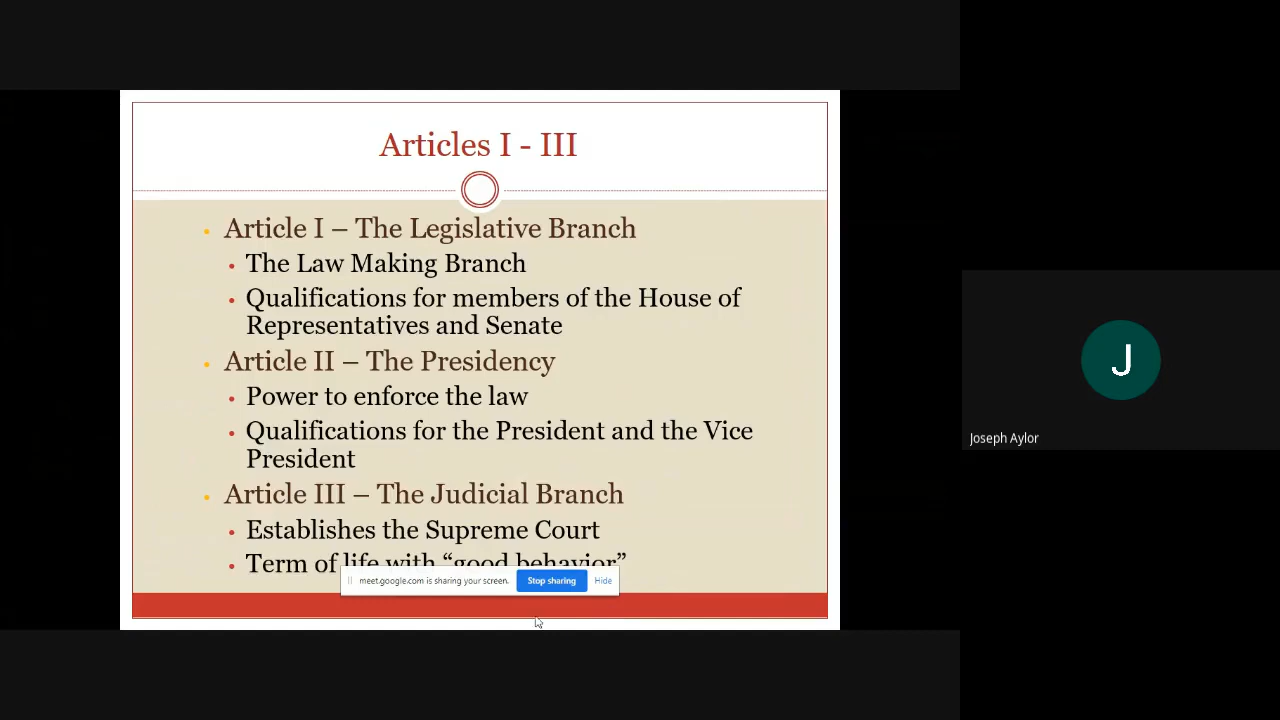 Articles I - III
• Article I – The Legislative Branch
• The Law Making Branch
• Qualifications for members of the House of
Representatives and Senate
• Article II – The Presidency
• Power to enforce the law
• Qualifications for the President and the Vice
President
• Article III – The Judicial Branch
• Establishes the Supreme Court
• Term of life with “good behavior”
meet.google.com is sharing your screen. Stop sharing Hide
J
Joseph Aylor